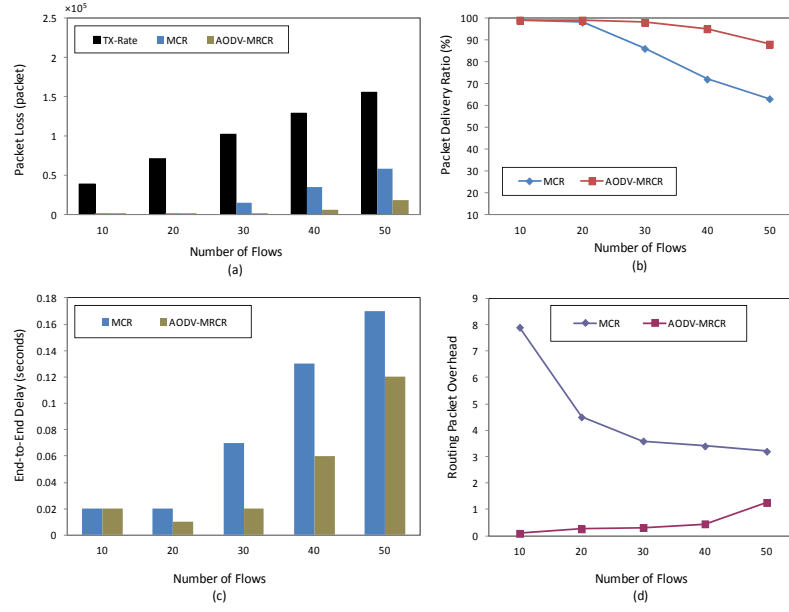 ×10⁵
2.5
2
1.5
1
0.5
0
Packet Loss (packet)
TX-Rate MCR AODV-MRCR
10 20 30 40 50
Number of Flows
(a)
100
90
80
70
60
50
40
30
20
10
Packet Delivery Ratio (%)
MCR AODV-MRCR
10 20 30 40 50
Number of Flows
(b)
0.18
0.16
0.14
0.12
0.1
0.08
0.06
0.04
0.02
0
End-to-End Delay (seconds)
MCR AODV-MRCR
10 20 30 40 50
Number of Flows
(c)
9
8
7
6
5
4
3
2
1
0
Routing Packet Overhead
MCR AODV-MRCR
10 20 30 40 50
Number of Flows
(d)